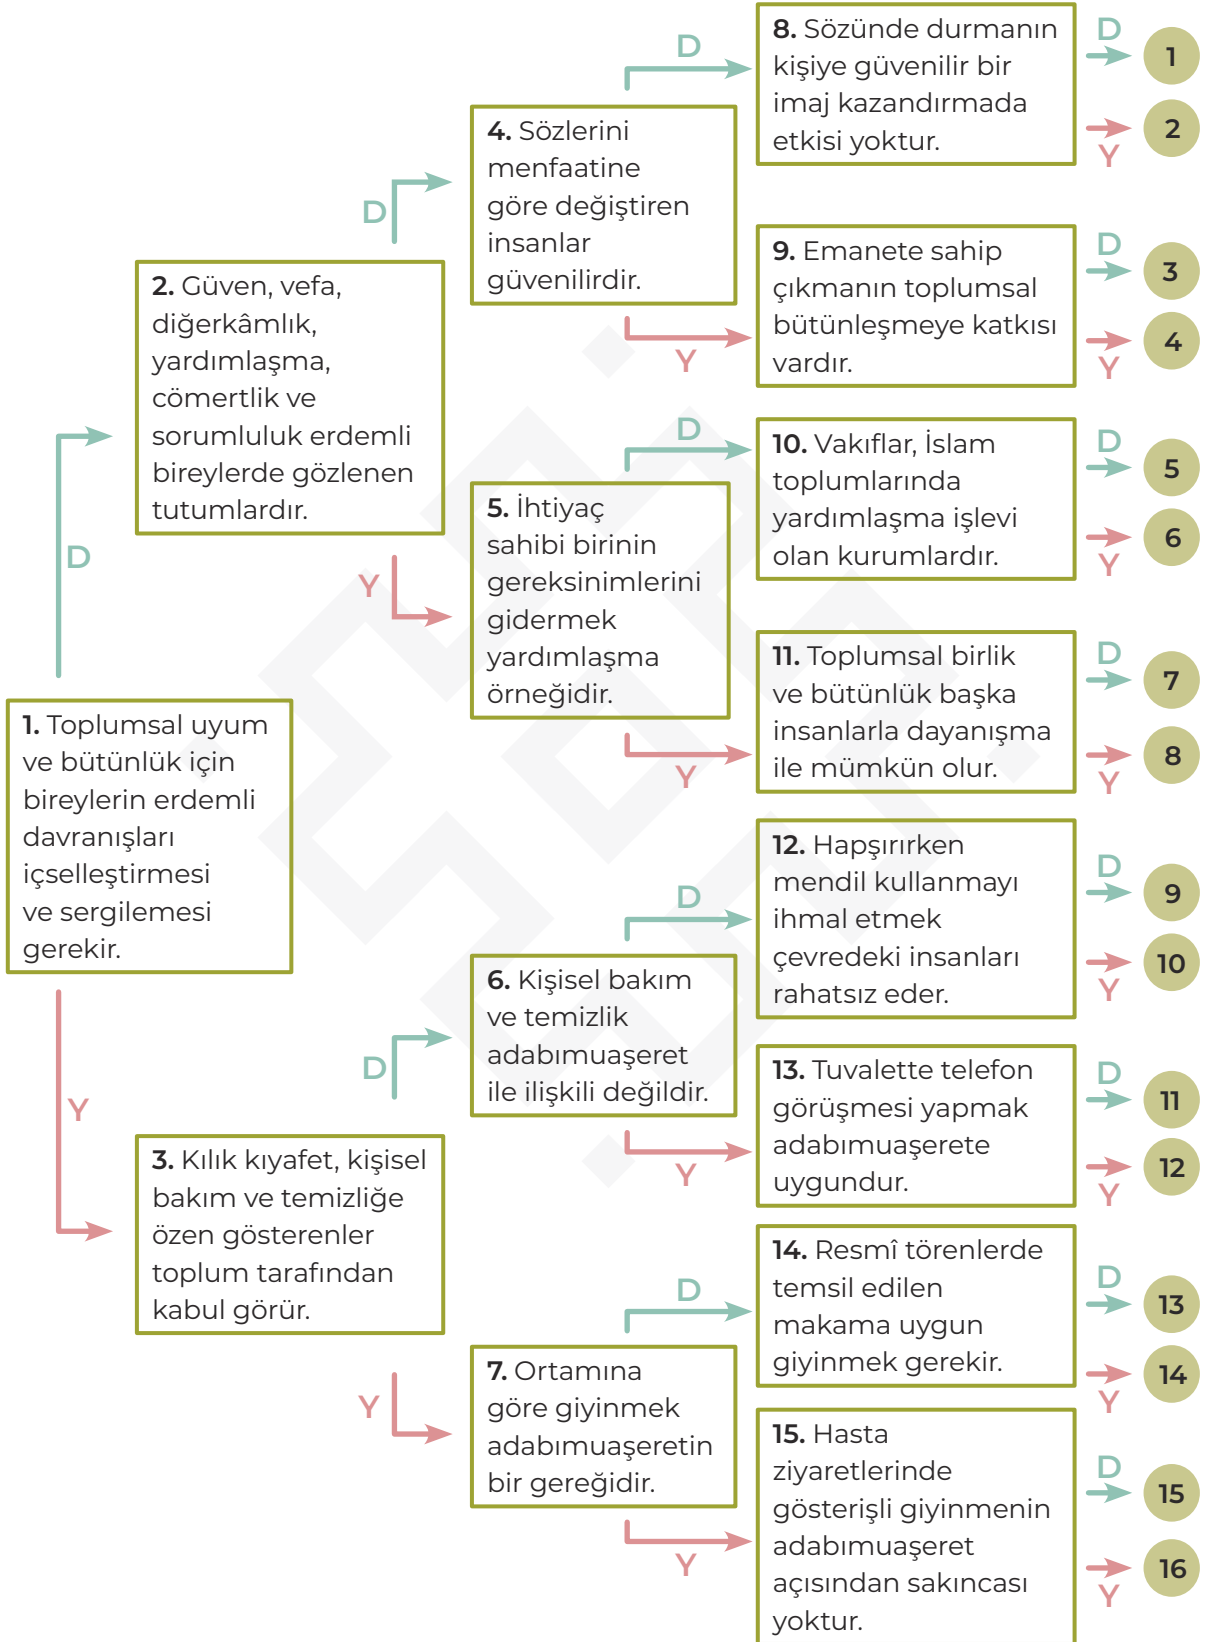 1. Toplumsal uyum
ve bütünlük için
bireylerin erdemli
davranışları
içselleştirmesi
ve sergilemesi
gerekir.
D
Y
2. Güven, vefa,
diğerkâmlık,
yardımlaşma,
cömertlik ve
sorumluluk erdemli
bireylerde gözlenen
tutumlardır.
D
Y
3. Kılık kıyafet, kişisel
bakım ve temizliğe
özen gösterenler
toplum tarafından
kabul görür.
D
Y
4. Sözlerini
menfaatine
göre değiştiren
insanlar
güvenilirdir.
D
Y
5. İhtiyaç
sahibi birinin
gereksinimlerini
gidermek
yardımlaşma
örneğidir.
D
Y
6. Kişisel bakım
ve temizlik
adabımuaşeret
ile ilişkili değildir.
D
Y
7. Ortamına
göre giyinmek
adabımuaşeretin
bir gereğidir.
D
Y
8. Sözünde durmanın
kişiye güvenilir bir
imaj kazandırmada
etkisi yoktur.
D
1
Y
2
9. Emanete sahip
çıkmanın toplumsal
bütünleşmeye katkısı
vardır.
D
3
Y
4
10. Vakıflar, İslam
toplumlarında
yardımlaşma işlevi
olan kurumlardır.
D
5
Y
6
11. Toplumsal birlik
ve bütünlük başka
insanlarla dayanışma
ile mümkün olur.
D
7
Y
8
12. Hapşırırken
mendil kullanmayı
ihmal etmek
çevredeki insanları
rahatsız eder.
D
9
Y
10
13. Tuvalette telefon
görüşmesi yapmak
adabımuaşerete
uygundur.
D
11
Y
12
14. Resmî törenlerde
temsil edilen
makama uygun
giyinmek gerekir.
D
13
Y
14
15. Hasta
ziyaretlerinde
gösterişli giyinmenin
adabımuaşeret
açısından sakıncası
yoktur.
D
15
Y
16